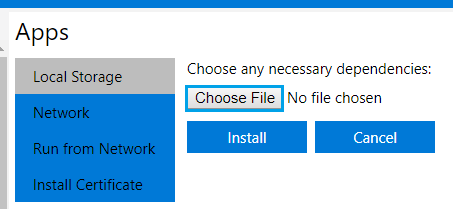 Apps
Local Storage
Network
Run from Network
Install Certificate
Choose any necessary dependencies:
Choose File No file chosen
Install Cancel